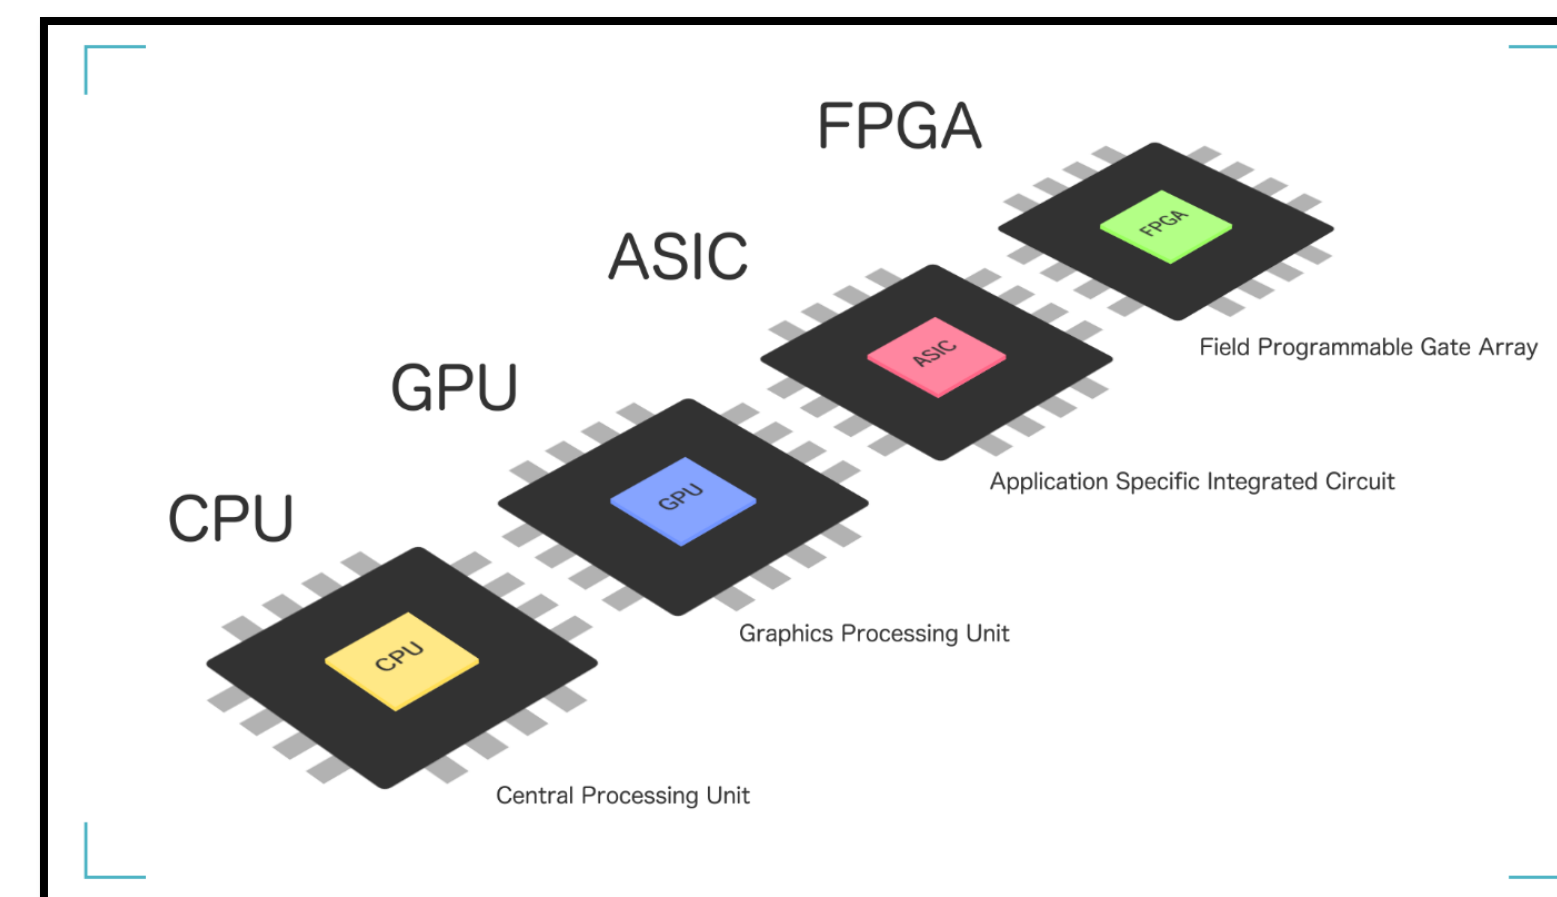 FPGA
FPGA
Field Programmable Gate Array
ASIC
ASIC
Application Specific Integrated Circuit
GPU
GPU
Graphics Processing Unit
CPU
CPU
Central Processing Unit